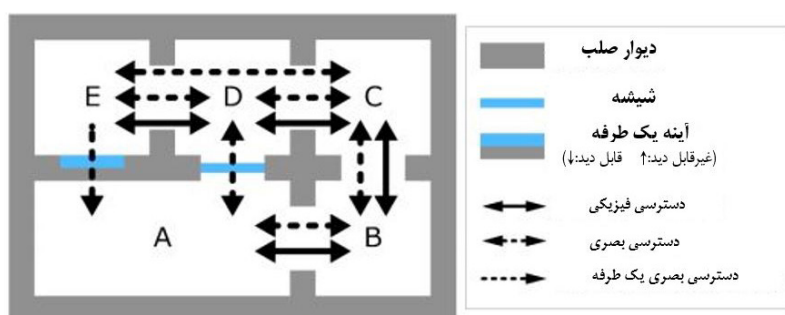 E D C
A B
دیوار صلب
شیشه
آینه یک طرفه
(غیرقابل دید:↑ قابل دید:↓)
دسترسی فیزیکی
دسترسی بصری
دسترسی بصری یک طرفه